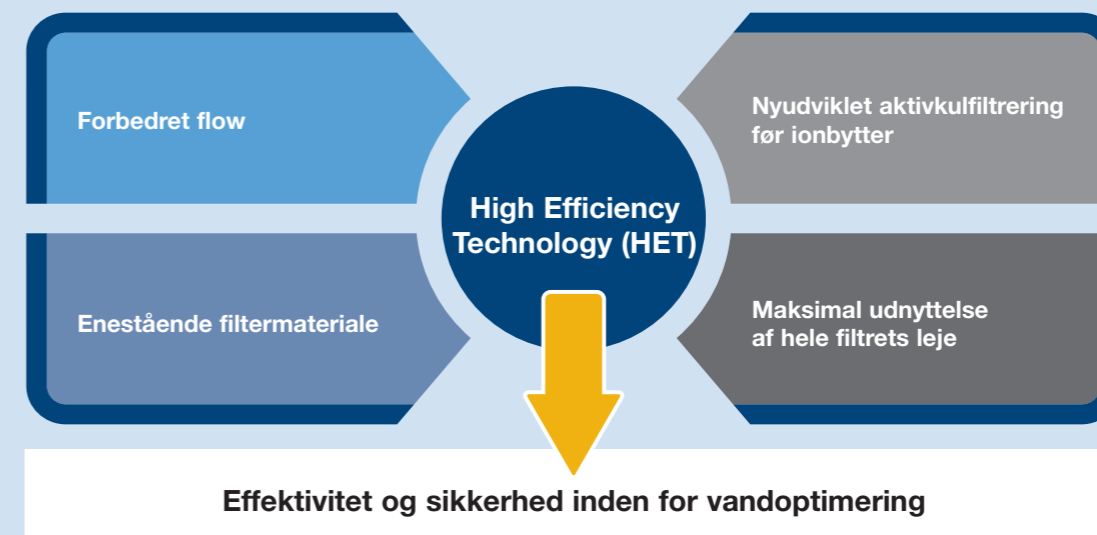 Forbedret flow
Enestående filtermateriale
High Efficiency
Technology (HET)
Nyudviklet aktivkulfiltrering
før ionbytter
Maksimal udnyttelse
af hele filtrets leje
Effektivitet og sikkerhed inden for vandoptimering